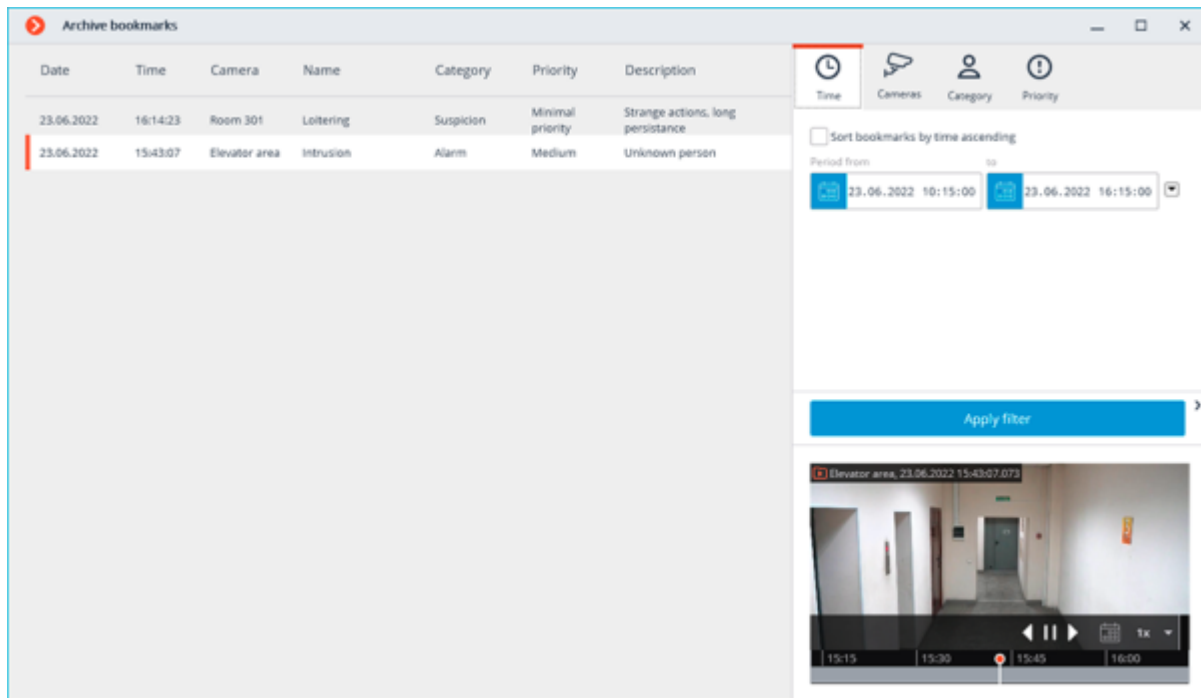 Archive bookmarks
Date Time Camera Name Category Priority Description
23.06.2022 16:14:23 Room 301 Loitering Suspicion Minimal priority Strange actions, long persistance
23.06.2022 15:43:07 Elevator area Intrusion Alarm Medium Unknown person
Time Cameras Category Priority
Sort bookmarks by time ascending
Period from to
23.06.2022 10:15:00 23.06.2022 16:15:00
Apply filter
Elevator area, 23.06.2022 15:43:07.073
1x
15:15 15:30 15:45 16:00